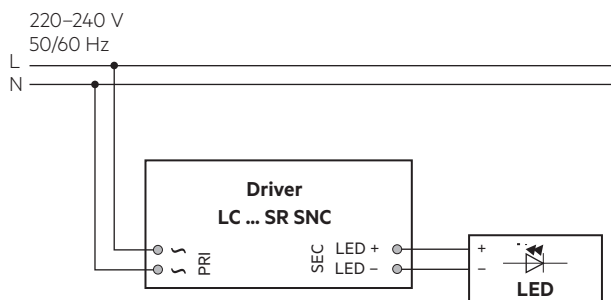 220–240 V
50/60 Hz
L
N
Driver
LC ... SR SNC
~ PRI SEC LED + +
~ LED – –
LED